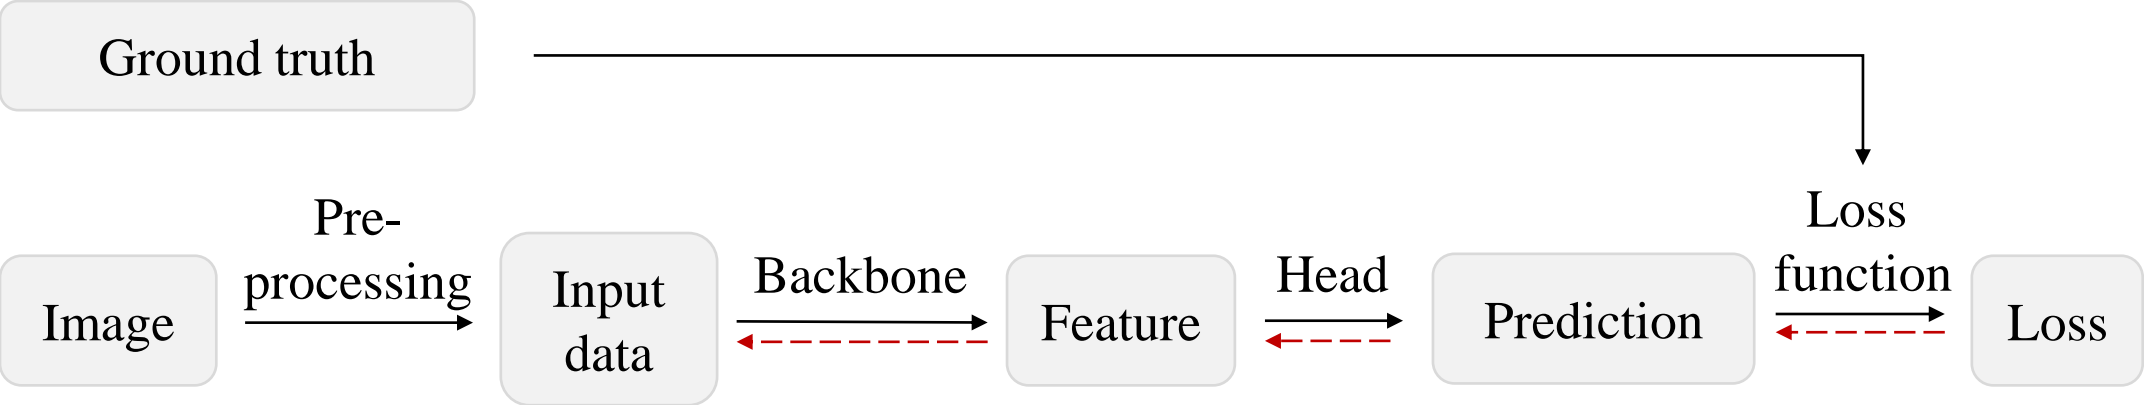 Ground truth
Image
Pre-
processing
Input
data
Backbone
Feature
Head
Prediction
Loss
function
Loss